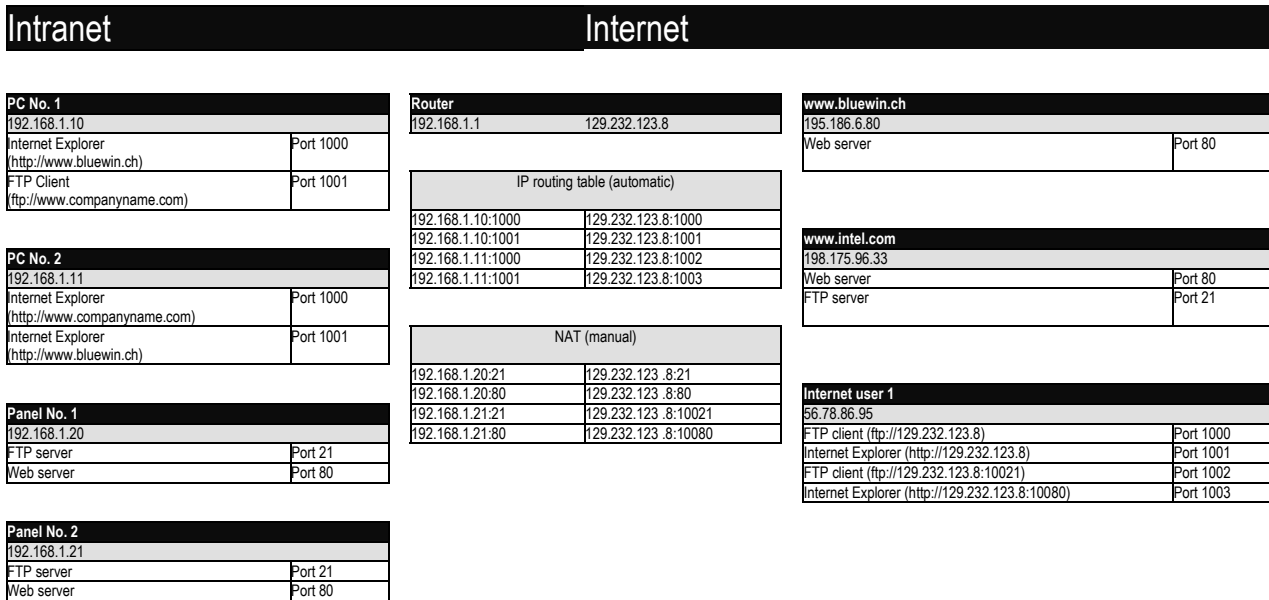 Intranet
Internet
PC No. 1
192.168.1.10
Internet Explorer
(http://www.bluewin.ch)
Port 1000
FTP Client
(ftp://www.companyname.com)
Port 1001
PC No. 2
192.168.1.11
Internet Explorer
(http://www.companyname.com)
Port 1000
Internet Explorer
(http://www.bluewin.ch)
Port 1001
Panel No. 1
192.168.1.20
FTP server Port 21
Web server Port 80
Panel No. 2
192.168.1.21
FTP server Port 21
Web server Port 80
Router
192.168.1.1 129.232.123.8
IP routing table (automatic)
192.168.1.10:1000 129.232.123.8:1000
192.168.1.10:1001 129.232.123.8:1001
192.168.1.11:1000 129.232.123.8:1002
192.168.1.11:1001 129.232.123.8:1003
NAT (manual)
192.168.1.20:21 129.232.123 .8:21
192.168.1.20:80 129.232.123 .8:80
192.168.1.21:21 129.232.123 .8:10021
192.168.1.21:80 129.232.123 .8:10080
www.bluewin.ch
195.186.6.80
Web server Port 80
www.intel.com
198.175.96.33
Web server Port 80
FTP server Port 21
Internet user 1
56.78.86.95
FTP client (ftp://129.232.123.8) Port 1000
Internet Explorer (http://129.232.123.8) Port 1001
FTP client (ftp://129.232.123.8:10021) Port 1002
Internet Explorer (http://129.232.123.8:10080) Port 1003